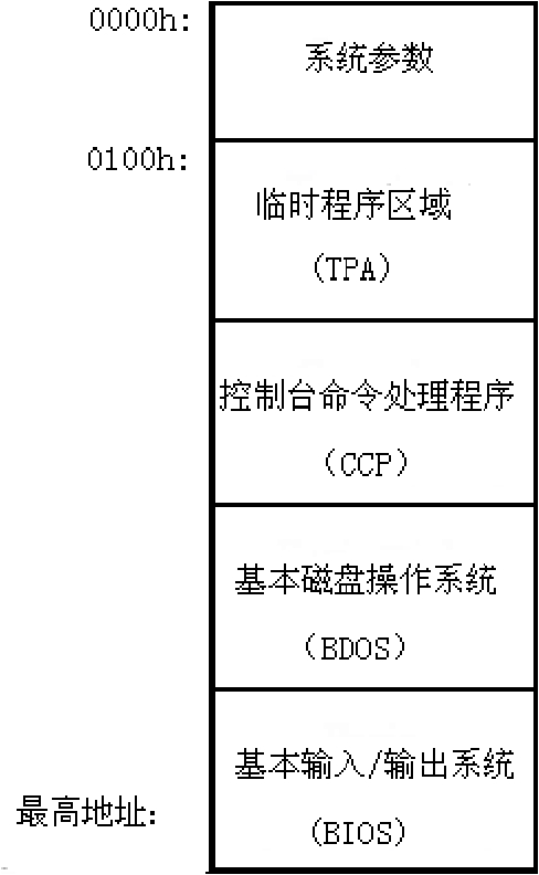 0000h:
系统参数
0100h:
临时程序区域
(TPA)
控制台命令处理程序
(CCP)
基本磁盘操作系统
(BDOS)
基本输入/输出系统
最高地址:
(BIOS)